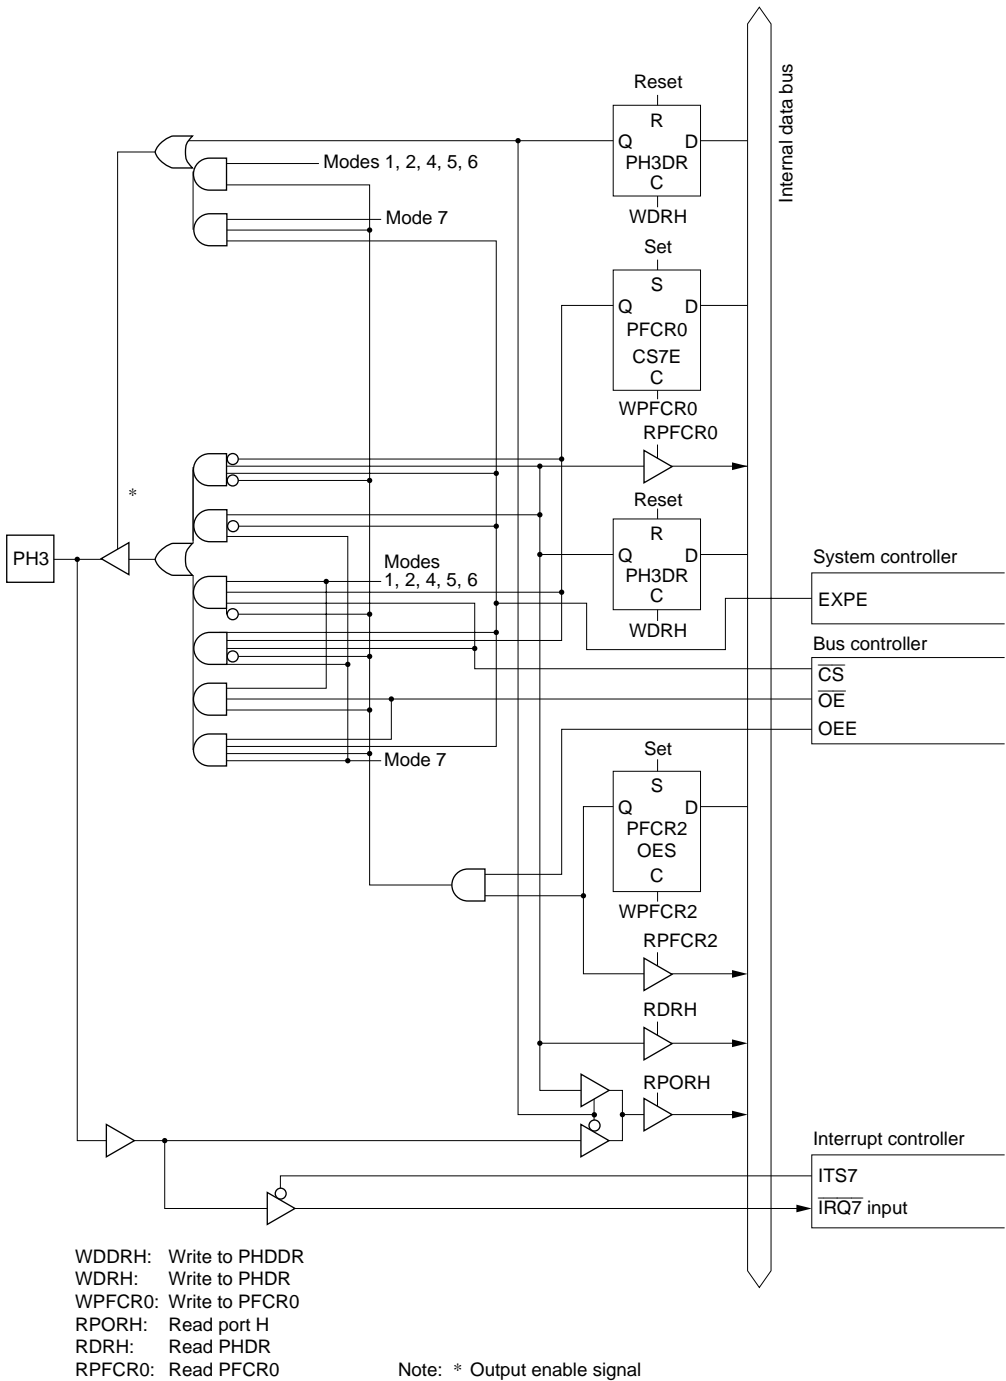 Internal data bus
Reset
R
Q
D
PH3DR
C
WDRH
Modes 1, 2, 4, 5, 6
Mode 7
Set
S
Q
D
PFCR0
CS7E
C
WPFCR0
RPFCR0
*
Reset
R
Q
D
PH3DR
C
WDRH
PH3
Modes
1, 2, 4, 5, 6
System controller
EXPE
Bus controller
CS
OE
OEE
Mode 7
Set
S
Q
D
PFCR2
OES
C
WPFCR2
RPFCR2
RDRH
RPORH
Interrupt controller
ITS7
IRQ7 input
WDDRH: Write to PHDDR
WDRH: Write to PHDR
WPFCR0: Write to PFCR0
RPORH: Read port H
RDRH: Read PHDR
RPFCR0: Read PFCR0
Note: * Output enable signal